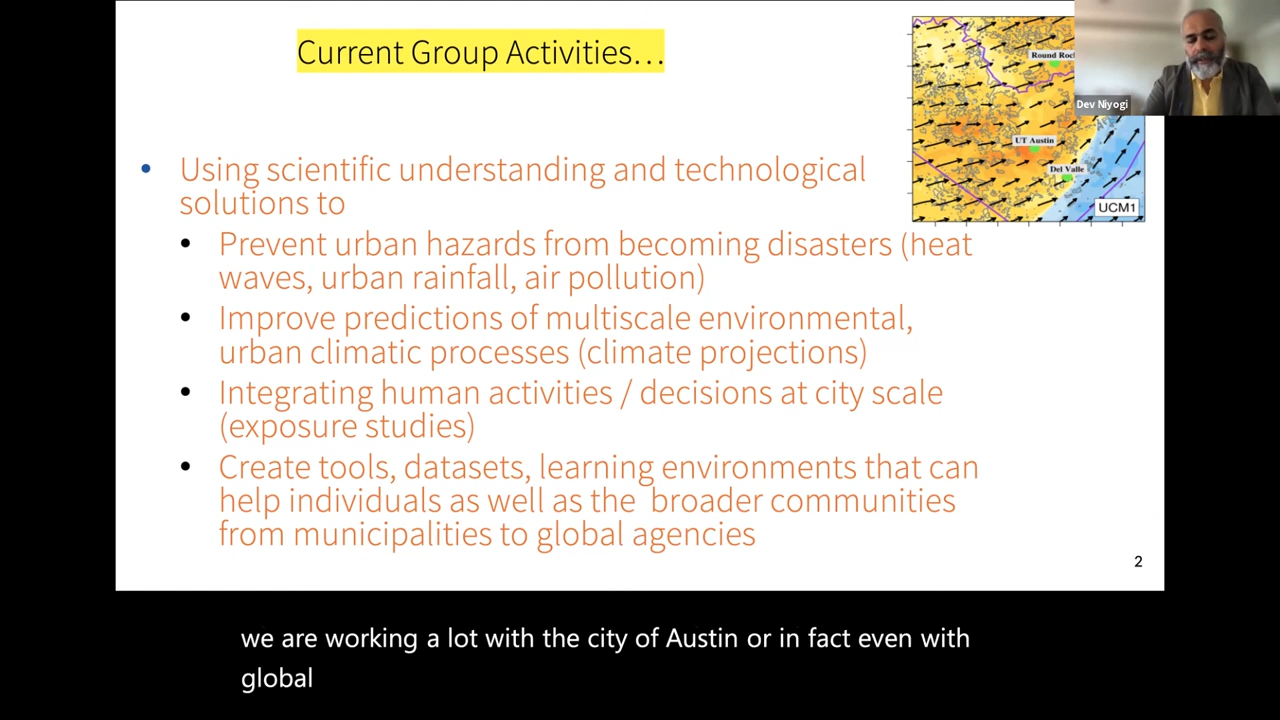 Current Group Activities...
Round Roc
Dev Niyogi
UT Austin
Del Valle
UCM1
• Using scientific understanding and technological
solutions to
• Prevent urban hazards from becoming disasters (heat
waves, urban rainfall, air pollution)
• Improve predictions of multiscale environmental,
urban climatic processes (climate projections)
• Integrating human activities / decisions at city scale
(exposure studies)
• Create tools, datasets, learning environments that can
help individuals as well as the broader communities
from municipalities to global agencies
2
we are working a lot with the city of Austin or in fact even with
global